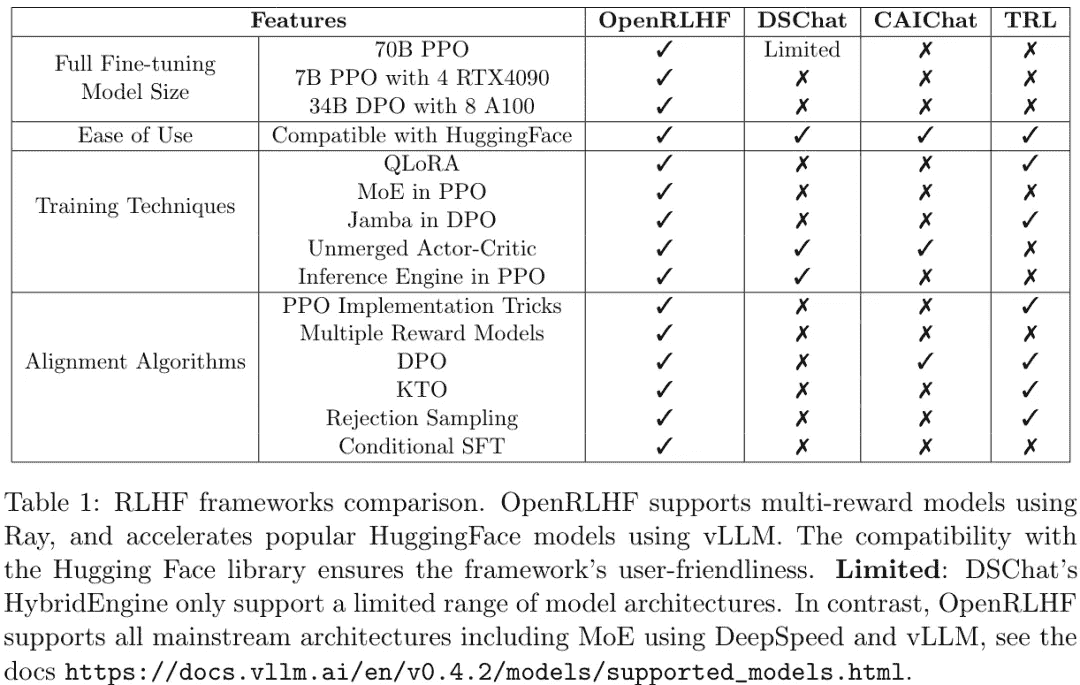 Features OpenRLHF DSChat CAIChat TRL
Full Fine-tuning Model Size
70B PPO ✓ Limited ✗ ✗
7B PPO with 4 RTX4090 ✓ ✗ ✗ ✗
34B DPO with 8 A100 ✓ ✗ ✗ ✗
Ease of Use Compatible with HuggingFace ✓ ✓ ✓ ✓
Training Techniques
QLoRA ✓ ✗ ✗ ✓
MoE in PPO ✓ ✗ ✗ ✗
Jamba in DPO ✓ ✗ ✗ ✓
Unmerged Actor-Critic ✓ ✓ ✓ ✗
Inference Engine in PPO ✓ ✓ ✗ ✗
Alignment Algorithms
PPO Implementation Tricks ✓ ✗ ✗ ✓
Multiple Reward Models ✓ ✗ ✗ ✗
DPO ✓ ✗ ✓ ✓
KTO ✓ ✗ ✗ ✓
Rejection Sampling ✓ ✗ ✗ ✓
Conditional SFT ✓ ✗ ✗ ✗
Table 1: RLHF frameworks comparison. OpenRLHF supports multi-reward models using
Ray, and accelerates popular HuggingFace models using vLLM. The compatibility with
the Hugging Face library ensures the framework's user-friendliness. Limited: DSChat's
HybridEngine only support a limited range of model architectures. In contrast, OpenRLHF
supports all mainstream architectures including MoE using DeepSpeed and vLLM, see the
docs https://docs.vllm.ai/en/v0.4.2/models/supported_models.html.